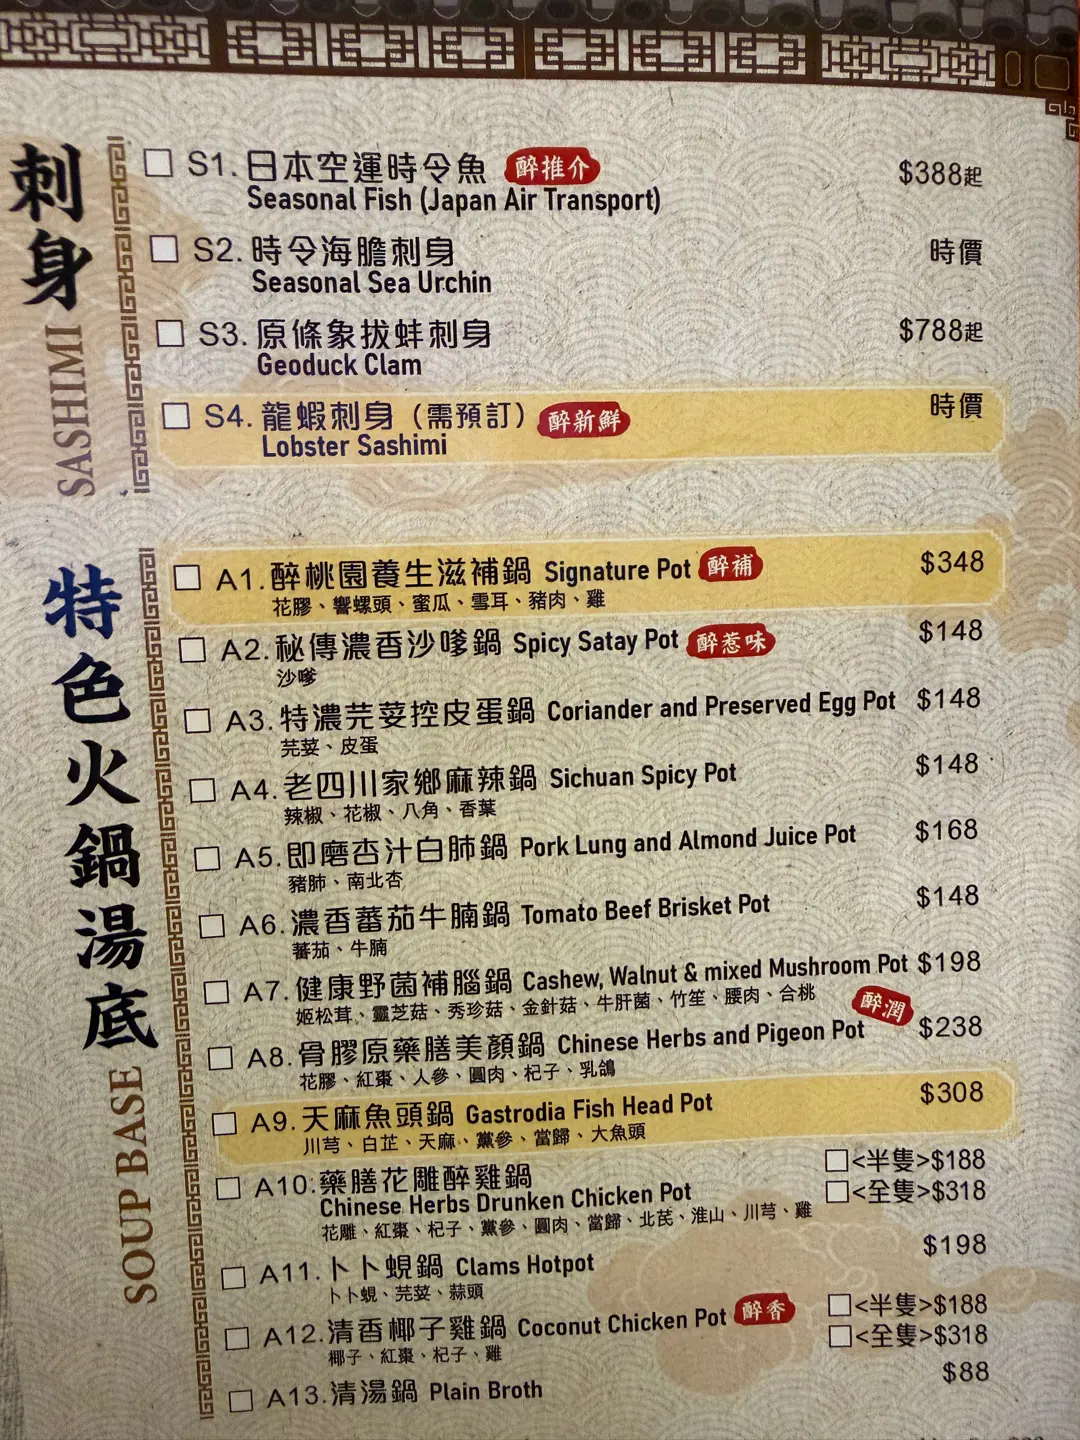 刺身 SASHIMI
S1.日本空運時令魚 醉推介 $388起
Seasonal Fish (Japan Air Transport)
S2.時令海膽刺身 時價
Seasonal Sea Urchin
S3.原條象拔蚌刺身 $788起
Geoduck Clam
S4.龍蝦刺身（需預訂） 醉新鮮 時價
Lobster Sashimi
特色火鍋湯底 SOUP BASE
A1.醉桃園養生滋補鍋 Signature Pot 醉補 $348
花膠、響螺頭、蜜瓜、雪耳、豬肉、雞
A2.秘傳濃香沙嗲鍋 Spicy Satay Pot 醉惹味 $148
沙嗲
A3.特濃芫荽控皮蛋鍋 Coriander and Preserved Egg Pot $148
芫荽、皮蛋
A4.老四川家鄉麻辣鍋 Sichuan Spicy Pot $148
辣椒、花椒、八角、香葉
A5.即磨杏汁白肺鍋 Pork Lung and Almond Juice Pot $168
豬肺、南北杏
A6.濃香蕃茄牛腩鍋 Tomato Beef Brisket Pot $148
蕃茄、牛腩
A7.健康野菌補腦鍋 Cashew, Walnut & mixed Mushroom Pot $198
姬松茸、靈芝菇、秀珍菇、金針菇、牛肝菌、竹笙、腰肉、合桃
醉潤
A8.骨膠原藥膳美顏鍋 Chinese Herbs and Pigeon Pot $238
花膠、紅棗、人參、圓肉、杞子、乳鴿
A9.天麻魚頭鍋 Gastrodia Fish Head Pot $308
川芎、白芷、天麻、黨參、當歸、大魚頭
A10.藥膳花雕醉雞鍋 <半隻>$188
Chinese Herbs Drunken Chicken Pot <全隻>$318
花雕、紅棗、杞子、黨參、圓肉、當歸、北芪、淮山、川芎、雞
A11.卜卜蜆鍋 Clams Hotpot $198
卜卜蜆、芫荽、蒜頭
A12.清香椰子雞鍋 Coconut Chicken Pot 醉香 <半隻>$188
<全隻>$318
椰子、紅棗、杞子、雞
A13.清湯鍋 Plain Broth $88